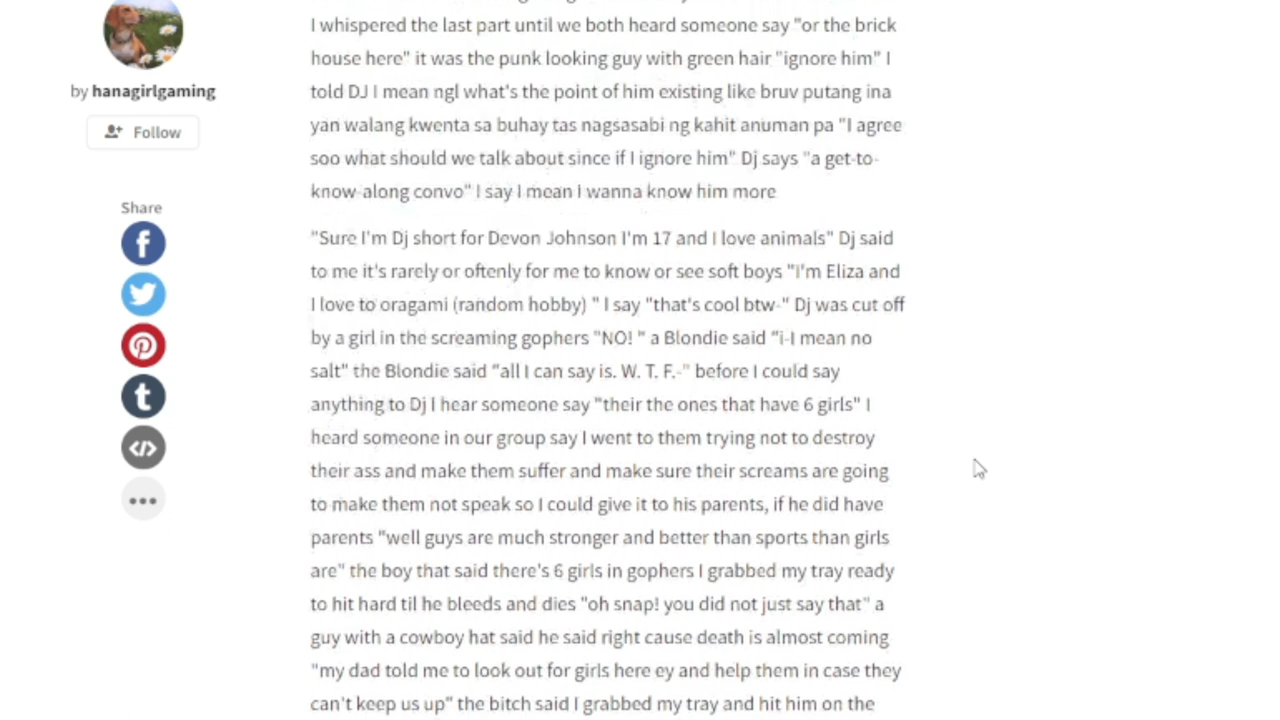 I whispered the last part until we both heard someone say "or the brick
house here" it was the punk looking guy with green hair "ignore him" I
told DJ I mean ngl what's the point of him existing like bruv putang ina
yan walang kwenta sa buhay tas nagsasabi ng kahit anuman pa "I agree
soo what should we talk about since if I ignore him" Dj says "a get-to-
know-along convo" I say I mean I wanna know him more
"Sure I'm Dj short for Devon Johnson I'm 17 and I love animals" Dj said
to me it's rarely or oftenly for me to know or see soft boys "I'm Eliza and
I love to oragami (random hobby) " I say "that's cool btw-" Dj was cut off
by a girl in the screaming gophers "NO! " a Blondie said "i-I mean no
salt" the Blondie said "all I can say is. W. T. F.-" before I could say
anything to Dj I hear someone say "their the ones that have 6 girls" I
heard someone in our group say I went to them trying not to destroy
their ass and make them suffer and make sure their screams are going
to make them not speak so I could give it to his parents, if he did have
parents "well guys are much stronger and better than sports than girls
are" the boy that said there's 6 girls in gophers I grabbed my tray ready
to hit hard til he bleeds and dies "oh snap! you did not just say that" a
guy with a cowboy hat said he said right cause death is almost coming
"my dad told me to look out for girls here ey and help them in case they
can't keep us up" the bitch said I grabbed my tray and hit him on the
by hanagirlgaming
Follow
Share